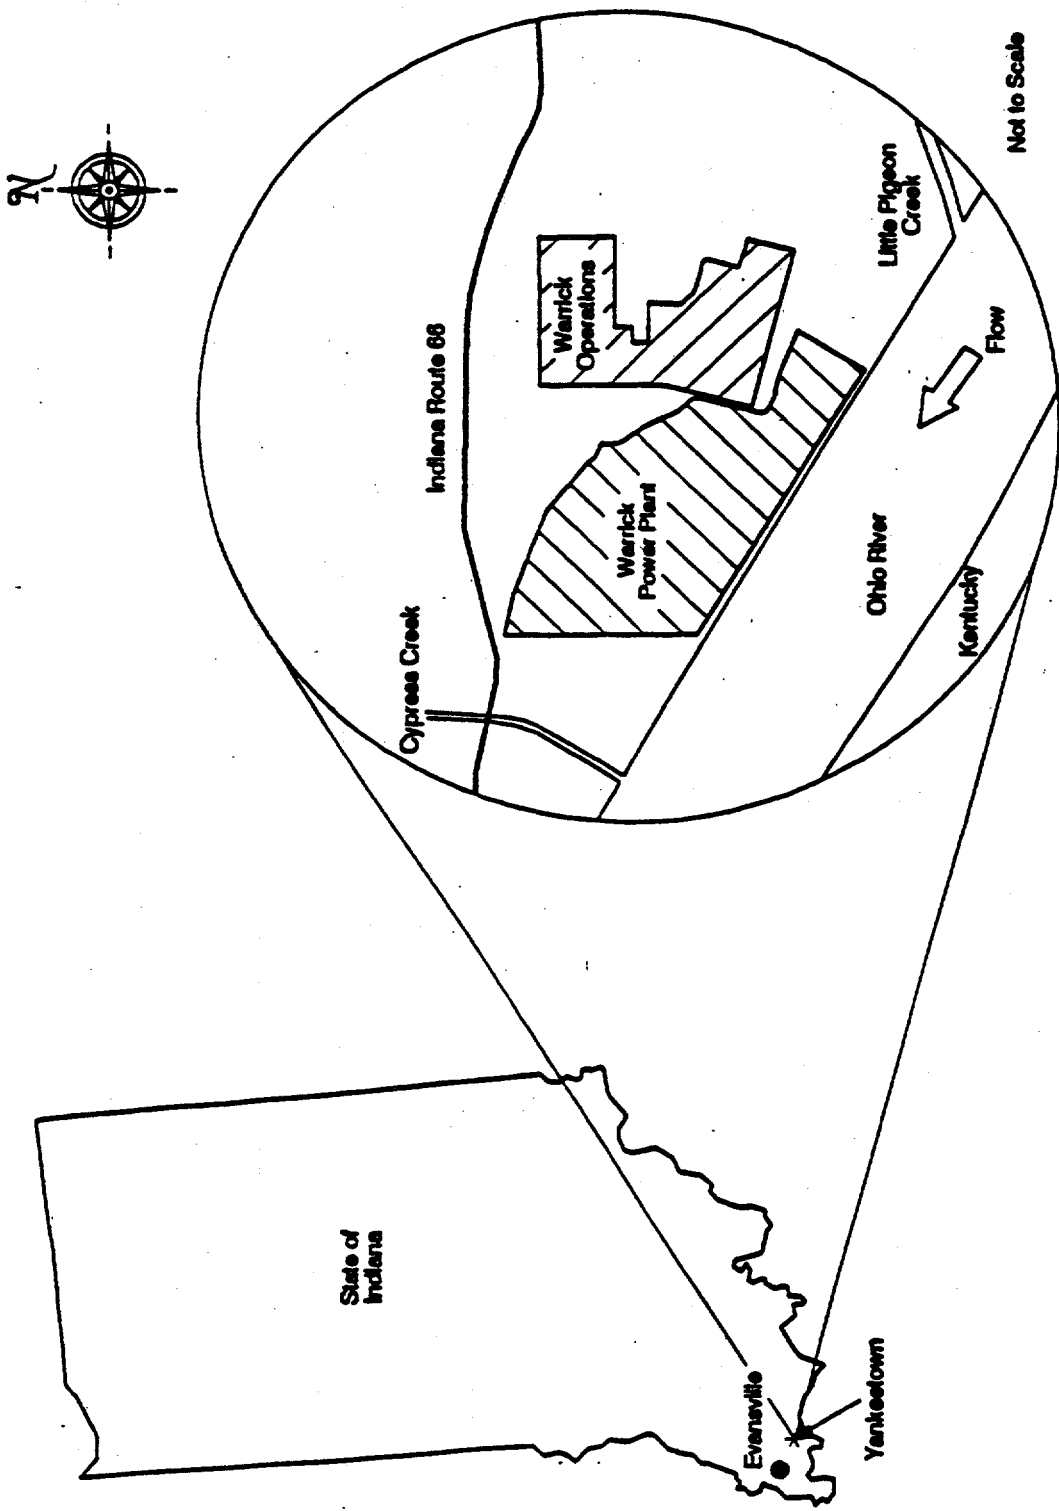 N
State of
Indiana
Cypress Creek
Indiana Route 66
Warrick
Operations
Warrick
Power Plant
Evansville
Yankeetown
Ohio River
Little Pigeon
Creek
Kentucky
Flow
Not to Scale